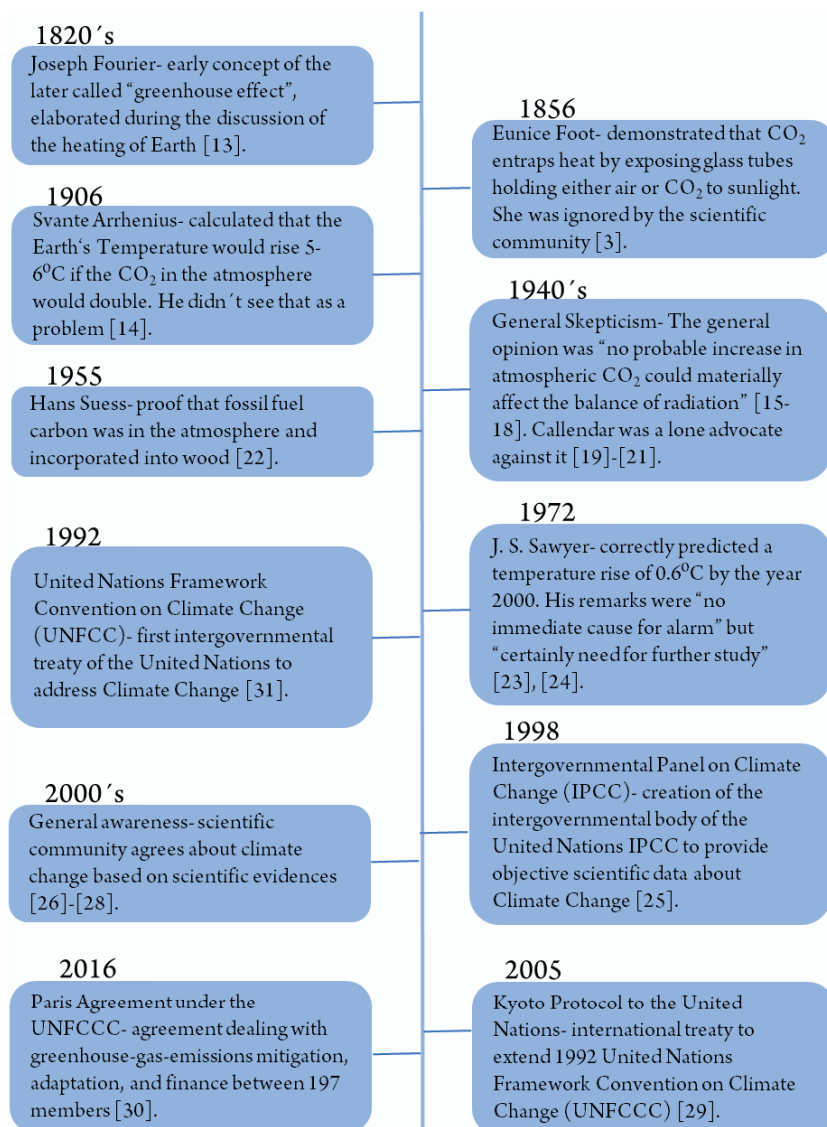 1820´s
Joseph Fourier- early concept of the
later called “greenhouse effect”,
elaborated during the discussion of
the heating of Earth [13].
1856
Eunice Foot- demonstrated that CO₂
entraps heat by exposing glass tubes
holding either air or CO₂ to sunlight.
She was ignored by the scientific
community [3].
1906
Svante Arrhenius- calculated that the
Earth‘s Temperature would rise 5-
6⁰C if the CO₂ in the atmosphere
would double. He didn´t see that as a
problem [14].
1940´s
General Skepticism- The general
opinion was “no probable increase in
atmospheric CO₂ could materially
affect the balance of radiation” [15-
18]. Callendar was a lone advocate
against it [19]-[21].
1955
Hans Suess- proof that fossil fuel
carbon was in the atmosphere and
incorporated into wood [22].
1972
J. S. Sawyer- correctly predicted a
temperature rise of 0.6⁰C by the year
2000. His remarks were “no
immediate cause for alarm” but
“certainly need for further study”
[23], [24].
1992
United Nations Framework
Convention on Climate Change
(UNFCC)- first intergovernmental
treaty of the United Nations to
address Climate Change [31].
1998
Intergovernmental Panel on Climate
Change (IPCC)- creation of the
intergovernmental body of the
United Nations IPCC to provide
objective scientific data about
Climate Change [25].
2000´s
General awareness- scientific
community agrees about climate
change based on scientific evidences
[26]-[28].
2005
Kyoto Protocol to the United
Nations- international treaty to
extend 1992 United Nations
Framework Convention on Climate
Change (UNFCCC) [29].
2016
Paris Agreement under the
UNFCCC- agreement dealing with
greenhouse-gas-emissions mitigation,
adaptation, and finance between 197
members [30].